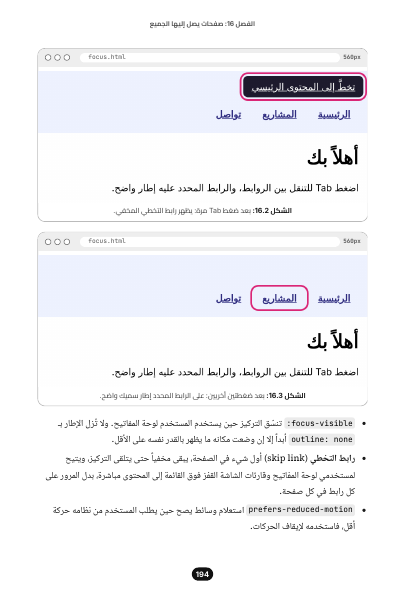 الفصل 16: صفحات يصل إليها الجميع
focus.html
560px
تخطَّ إلى المحتوى الرئيسي
الرئيسية المشاريع تواصل
أهلاً بك
اضغط Tab للتنقل بين الروابط، والرابط المحدد عليه إطار واضح.
الشكل 16.2: بعد ضغط Tab مرة: يظهر رابط التخطي المخفي.
focus.html
560px
الرئيسية المشاريع تواصل
أهلاً بك
اضغط Tab للتنقل بين الروابط، والرابط المحدد عليه إطار واضح.
الشكل 16.3: بعد ضغطتين أخريين: على الرابط المحدد إطار سميك واضح.
• :focus-visible تنسّق التركيز حين يستخدم المستخدم لوحة المفاتيح. ولا تُزل الإطار بـ
outline: none أبداً إلا إن وضعت مكانه ما يظهر بالقدر نفسه على الأقل.
• رابط التخطي (skip link) أول شيء في الصفحة، يبقى مخفياً حتى يتلقى التركيز، ويتيح
لمستخدمي لوحة المفاتيح وقارئات الشاشة القفز فوق القائمة إلى المحتوى مباشرة، بدل المرور على
كل رابط في كل صفحة.
• prefers-reduced-motion استعلام وسائط يصح حين يطلب المستخدم من نظامه حركة
أقل، فاستخدمه لإيقاف الحركات.
194